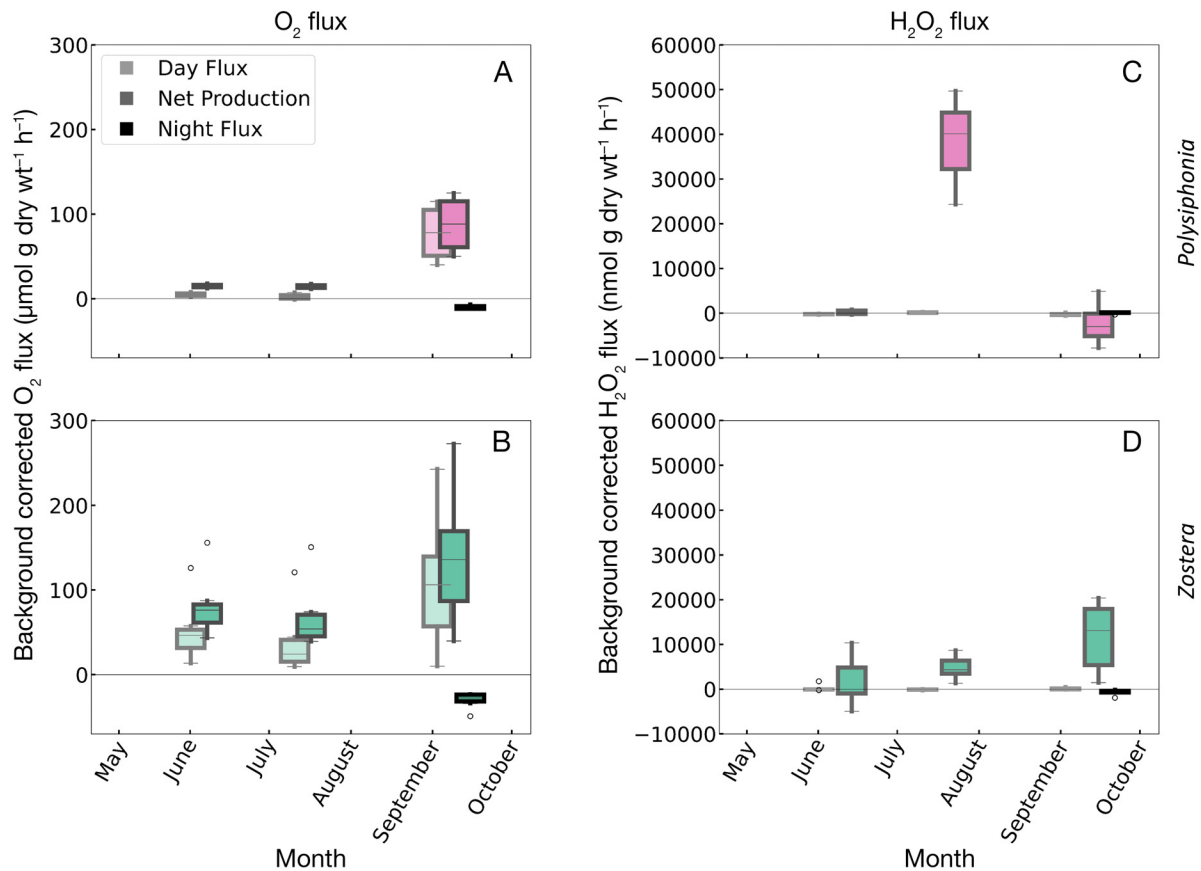 O₂ flux
H₂O₂ flux
Background corrected O₂ flux (µmol g dry wt⁻¹ h⁻¹)
300
200
100
0
Day Flux
Net Production
Night Flux
A
Background corrected H₂O₂ flux (nmol g dry wt⁻¹ h⁻¹)
60000
50000
40000
30000
20000
10000
0
−10000
C
Polysiphonia
300
200
100
0
B
May
June
July
August
September
October
Month
60000
50000
40000
30000
20000
10000
0
−10000
D
Zostera
May
June
July
August
September
October
Month